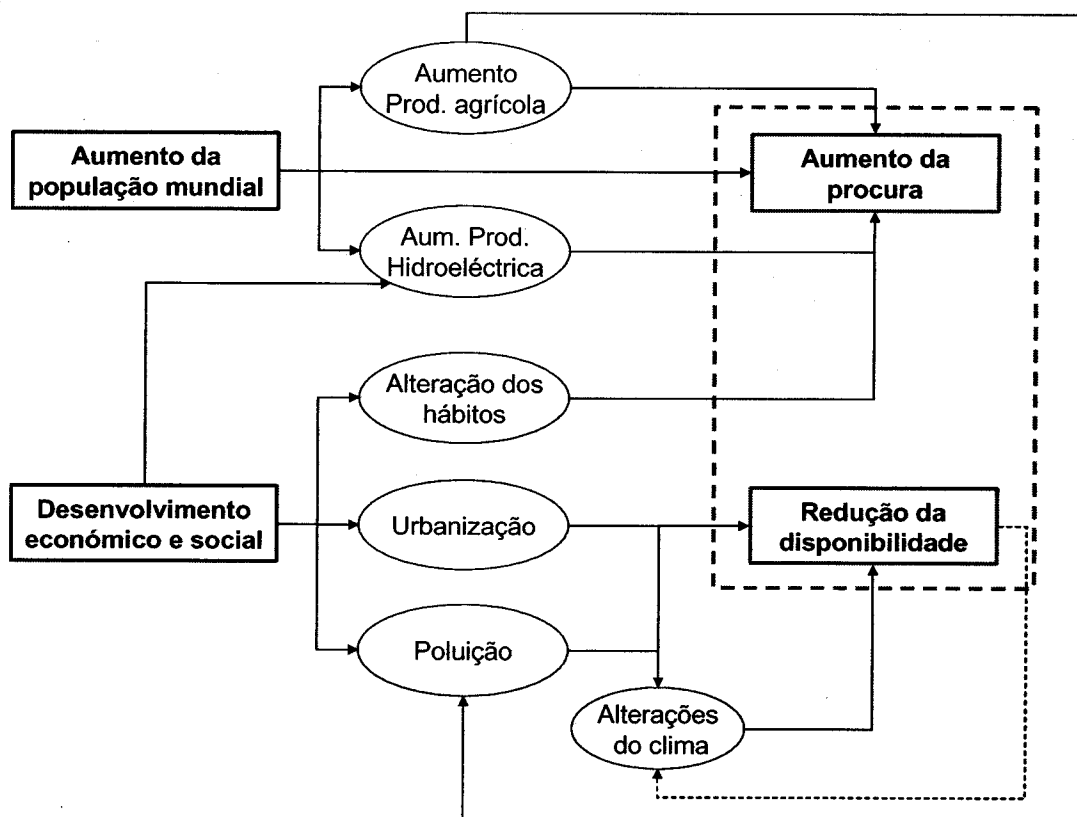 Aumento
Prod. agrícola
Aumento da
população mundial
Aumento da
procura
Aum. Prod.
Hidroeléctrica
Alteração dos
hábitos
Desenvolvimento
económico e social
Urbanização
Redução da
disponibilidade
Poluição
Alterações
do clima